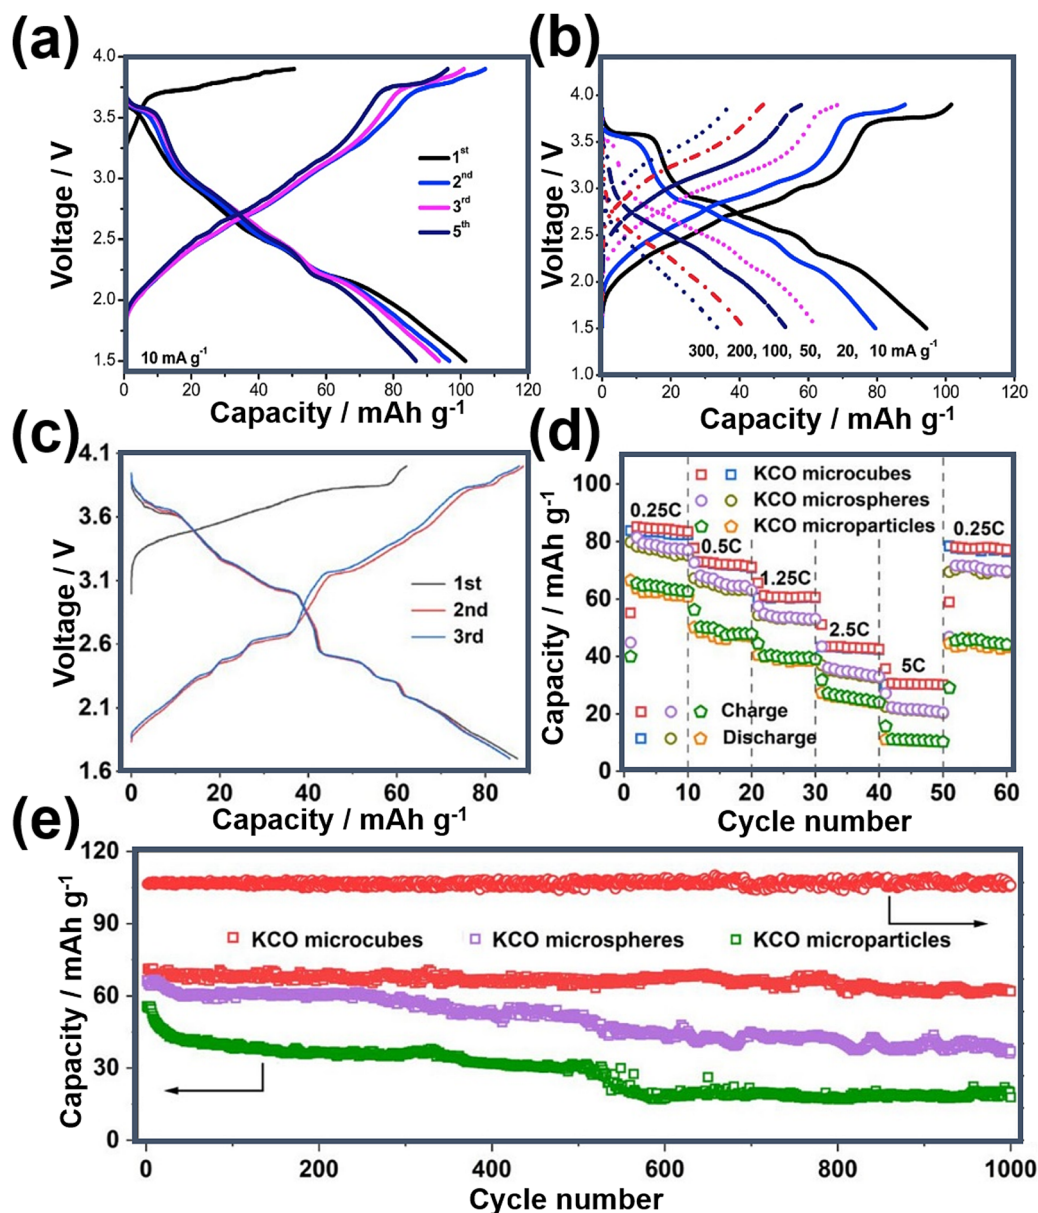 (a)
4.0
3.5
3.0
2.5
2.0
1.5
Voltage / V
1st
2nd
3rd
5th
10 mA g-1
0 20 40 60 80 100 120
Capacity / mAh g-1
(b)
4.0
3.5
3.0
2.5
2.0
1.5
1.0
Voltage / V
300, 200, 100, 50, 20, 10 mA g-1
0 20 40 60 80 100 120
Capacity / mAh g-1
(c)
4.1
3.6
3.1
2.6
2.1
1.6
Voltage / V
1st
2nd
3rd
0 20 40 60 80
Capacity / mAh g-1
(d)
100
80
60
40
20
0
Capacity / mAh g-1
KCO microcubes
KCO microspheres
KCO microparticles
0.25C
0.5C
1.25C
2.5C
5C
0.25C
Charge
Discharge
0 10 20 30 40 50 60
Cycle number
(e)
120
90
60
30
0
Capacity / mAh g-1
KCO microcubes KCO microspheres KCO microparticles
0 200 400 600 800 1000
Cycle number